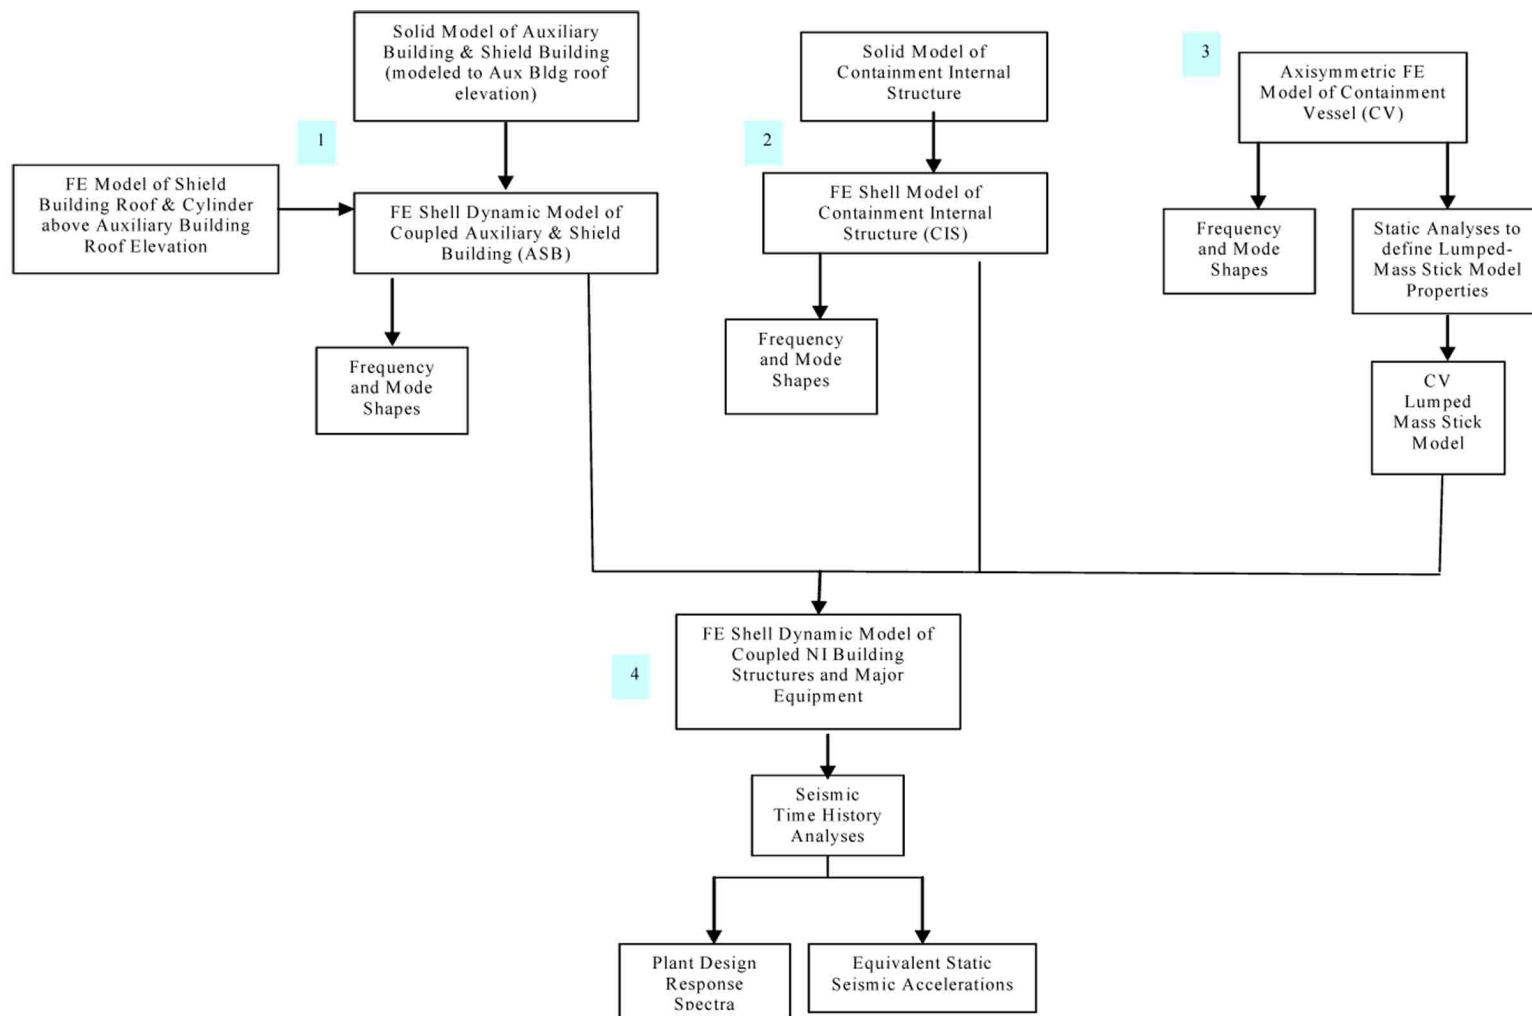 Solid Model of Auxiliary
Building & Shield Building
(modeled to Aux Bldg roof
elevation)
Solid Model of
Containment Internal
Structure
3
Axisymmetric FE
Model of Containment
Vessel (CV)
1
2
FE Model of Shield
Building Roof & Cylinder
above Auxiliary Building
Roof Elevation
FE Shell Dynamic Model of
Coupled Auxiliary & Shield
Building (ASB)
FE Shell Model of
Containment Internal
Structure (CIS)
Frequency
and Mode
Shapes
Static Analyses to
define Lumped-
Mass Stick Model
Properties
Frequency
and Mode
Shapes
Frequency
and Mode
Shapes
CV
Lumped
Mass Stick
Model
4
FE Shell Dynamic Model of
Coupled NI Building
Structures and Major
Equipment
Seismic
Time History
Analyses
Plant Design
Response
Spectra
Equivalent Static
Seismic Accelerations